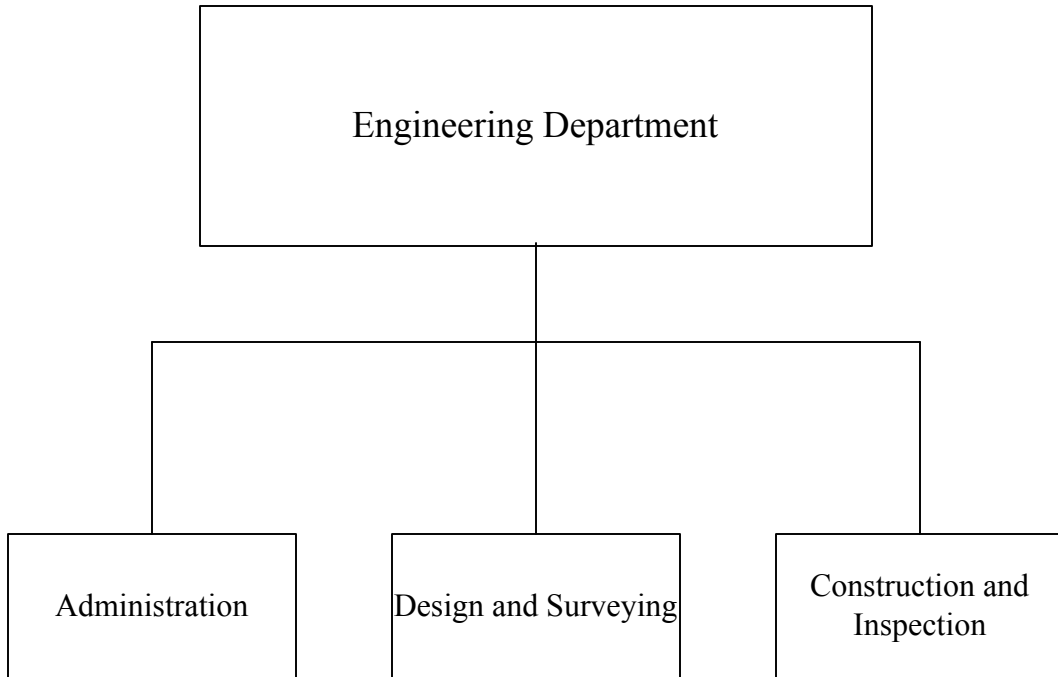 Engineering Department
Administration
Design and Surveying
Construction and
Inspection